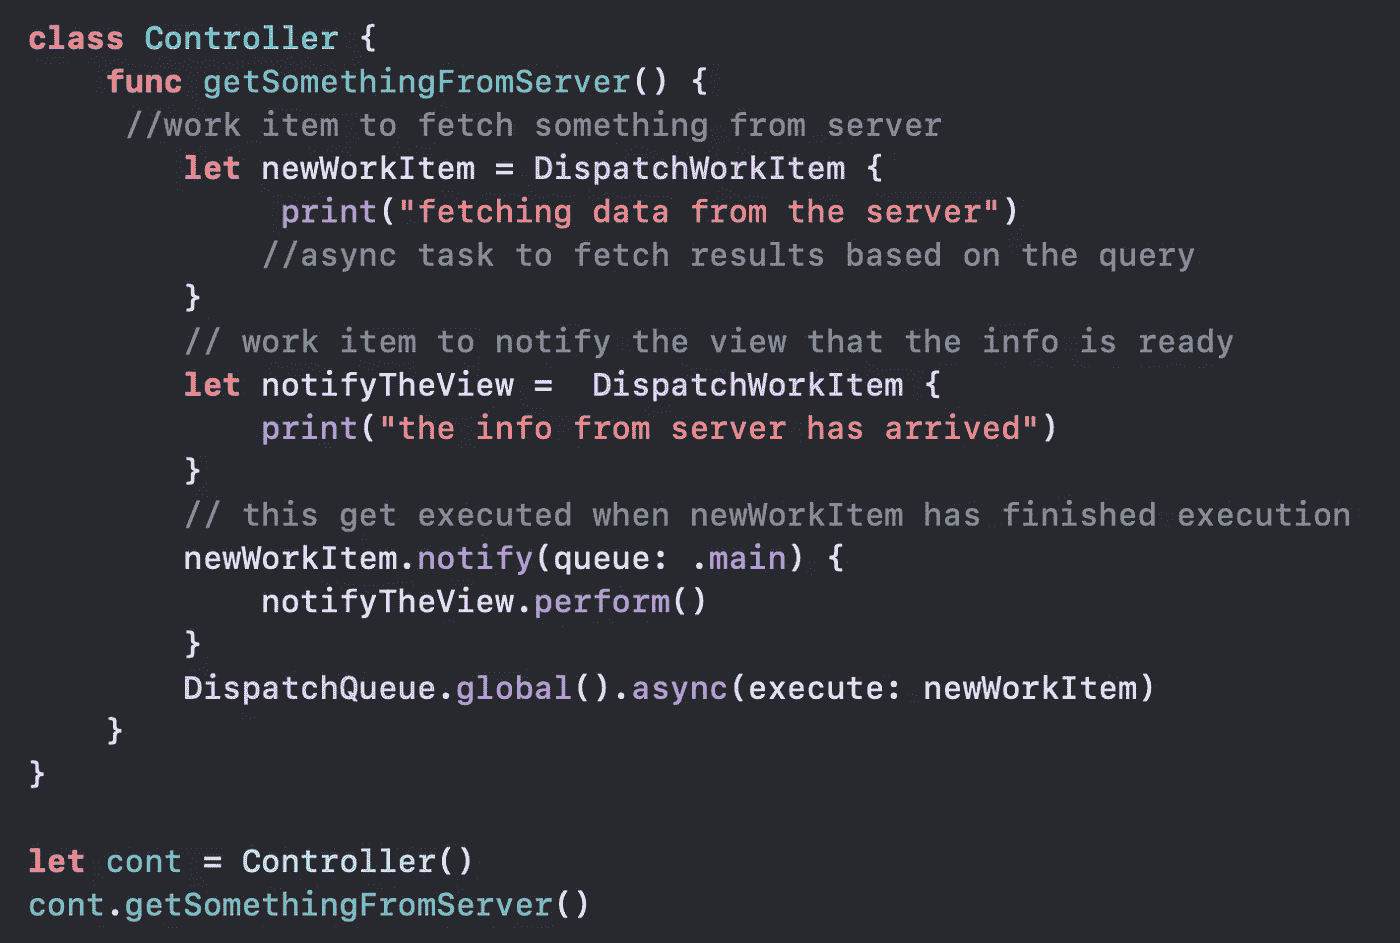 class Controller {
    func getSomethingFromServer() {
     //work item to fetch something from server
        let newWorkItem = DispatchWorkItem {
             print("fetching data from the server")
            //async task to fetch results based on the query
        }
        // work item to notify the view that the info is ready
        let notifyTheView =  DispatchWorkItem {
            print("the info from server has arrived")
        }
        // this get executed when newWorkItem has finished execution
        newWorkItem.notify(queue: .main) {
            notifyTheView.perform()
        }
        DispatchQueue.global().async(execute: newWorkItem)
    }
}

let cont = Controller()
cont.getSomethingFromServer()